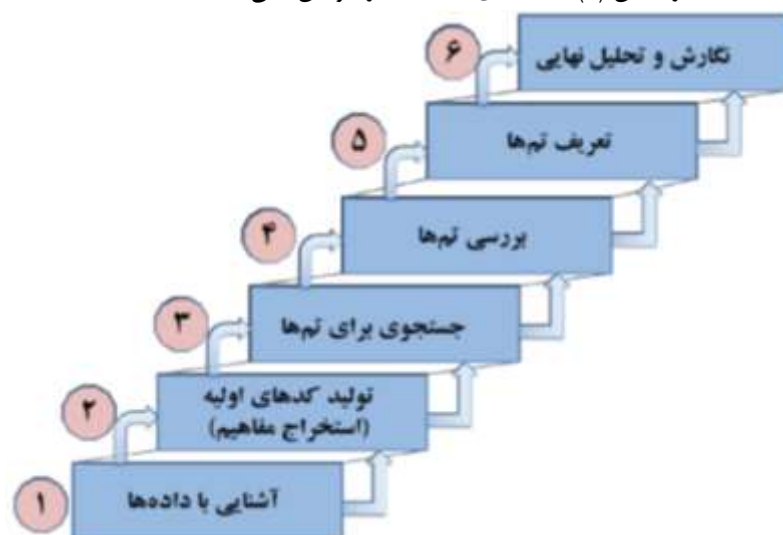 ۶
نگارش و تحلیل نهایی
۵
تعریف تم‌ها
۴
بررسی تم‌ها
۳
جستجوی برای تم‌ها
۲
تولید کدهای اولیه
(استخراج مفاهیم)
۱
آشنایی با داده‌ها